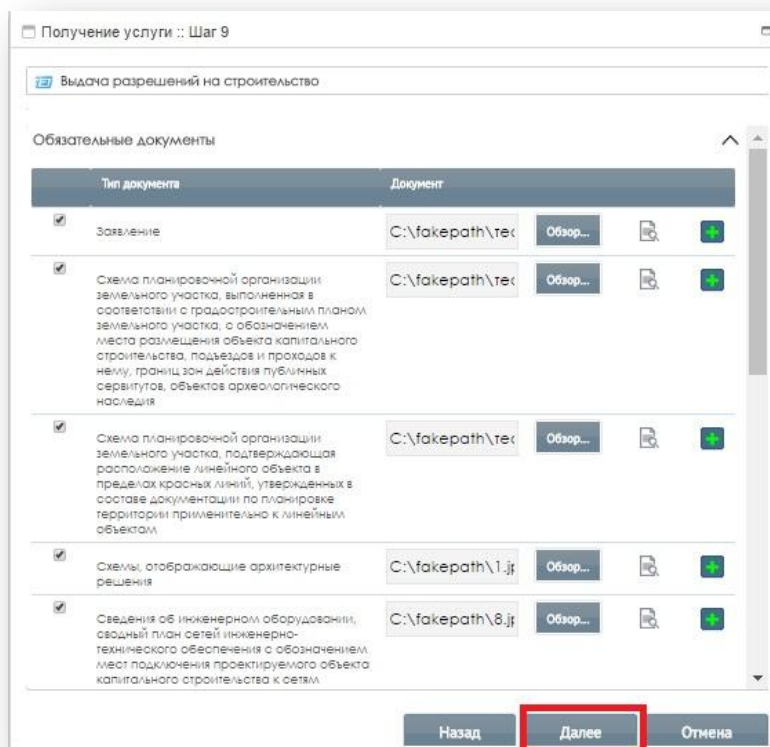 Получение услуги :: Шаг 9
Выдача разрешений на строительство
Обязательные документы
Тип документа Документ
Заявление C:\fakepath\тес Обзор...
Схема планировочной организации C:\fakepath\тес Обзор...
земельного участка, выполненная в
соответствии с градостроительным планом
земельного участка, с обозначением
места размещения объекта капитального
строительства, подъездов и проходов к
нему, границ зон действия публичных
сервитутов, объектов археологического
наследия
Схема планировочной организации C:\fakepath\тес Обзор...
земельного участка, подтверждающая
расположение линейного объекта в
пределах красных линий, утвержденных в
составе документации по планировке
территории применительно к линейным
объектам
Схемы, отображающие архитектурные C:\fakepath\1.jp Обзор...
решения
Сведения об инженерном оборудовании, C:\fakepath\8.jp Обзор...
сводный план сетей инженерно-
технического обеспечения с обозначением
мест подключения проектируемого объекта
капитального строительства к сетям
Назад Далее Отмена